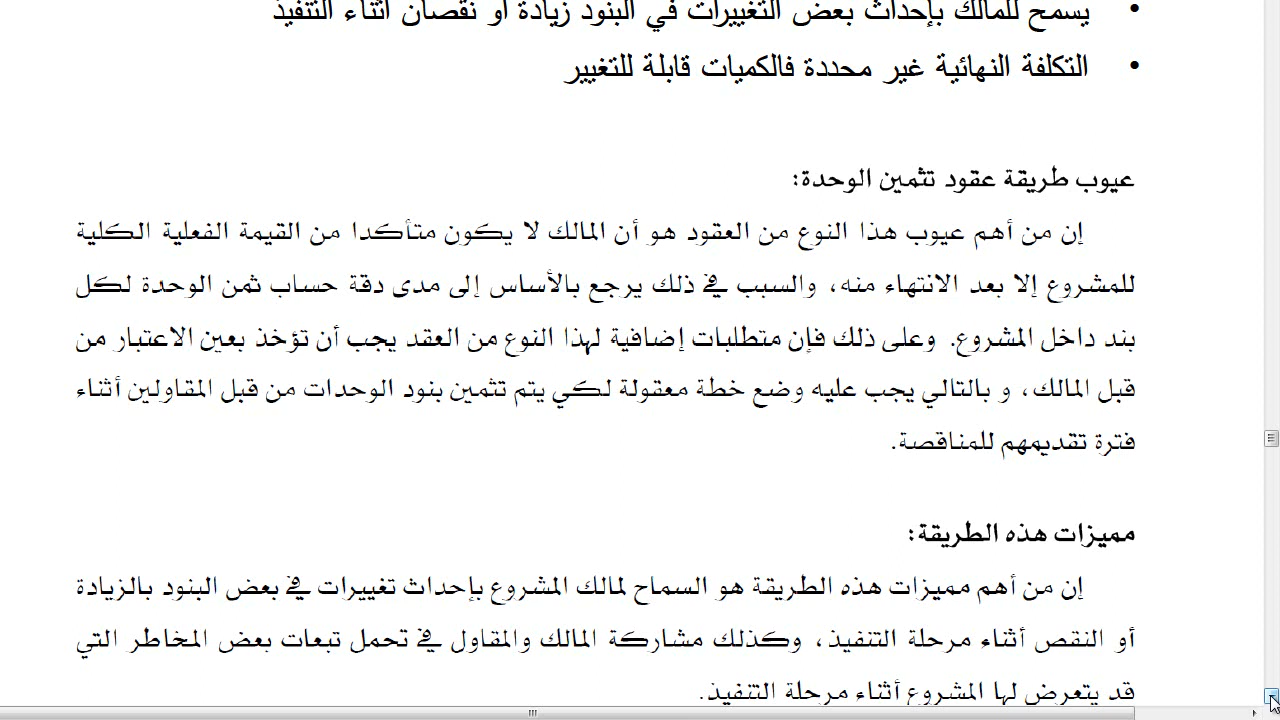 • يسمح للمالك بإحداث بعض التغييرات في البنود زيادة أو نقصان أثناء التنفيذ
• التكلفة النهائية غير محددة فالكميات قابلة للتغيير
عيوب طريقة عقود تثمين الوحدة:
إن من أهم عيوب هذا النوع من العقود هو أن المالك لا يكون متأكدا من القيمة الفعلية الكلية
للمشروع إلا بعد الانتهاء منه، والسبب في ذلك يرجع بالأساس إلى مدى دقة حساب ثمن الوحدة لكل
بند داخل المشروع. وعلى ذلك فإن متطلبات إضافية لهذا النوع من العقد يجب أن تؤخذ بعين الاعتبار من
قبل المالك، و بالتالي يجب عليه وضع خطة معقولة لكي يتم تثمين بنود الوحدات من قبل المقاولين أثناء
فترة تقديمهم للمناقصة.
مميزات هذه الطريقة:
إن من أهم مميزات هذه الطريقة هو السماح لمالك المشروع بإحداث تغييرات في بعض البنود بالزيادة
أو النقص أثناء مرحلة التنفيذ، وكذلك مشاركة المالك والمقاول في تحمل تبعات بعض المخاطر التي
قد يتعرض لها المشروع أثناء مرحلة التنفيذ.